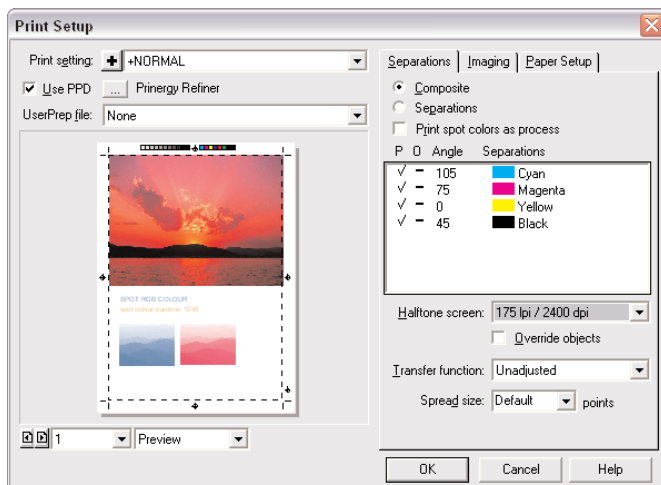 Print Setup
Print setting: +NORMAL
Use PPD ... Prinergy Refiner
UserPrep file: None
SPOT RGB COLOUR
1 Preview
Separations Imaging Paper Setup
Composite
Separations
Print spot colors as process
P O Angle Separations
105 Cyan
75 Magenta
0 Yellow
45 Black
Halftone screen: 175 lpi / 2400 dpi
Override objects
Transfer function: Unadjusted
Spread size: Default points
OK Cancel Help